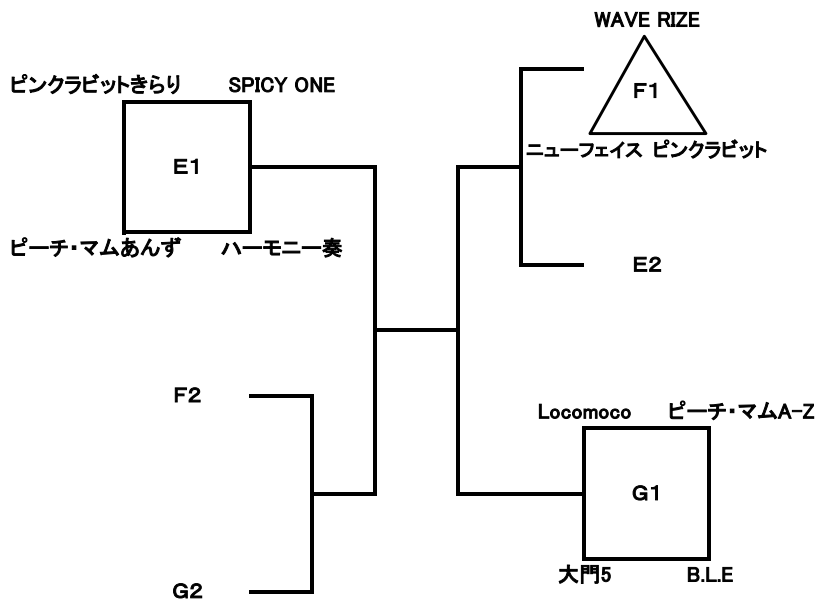 WAVE RIZE
ピンクラビットきらり SPICY ONE
F1
E1
ニューフェイス ピンクラビット
ピーチ・マムあんず ハーモニー奏
E2
F2
Locomoco ピーチ・マムA-Z
G1
大門5 B.L.E
G2